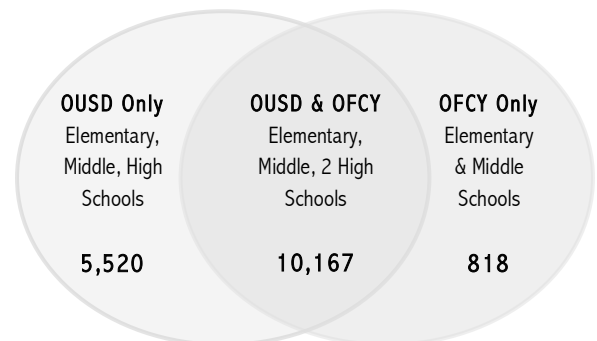 OUSD Only
Elementary,
Middle, High
Schools
5,520
OUSD & OFCY
Elementary,
Middle, 2 High
Schools
10,167
OFCY Only
Elementary
& Middle
Schools
818